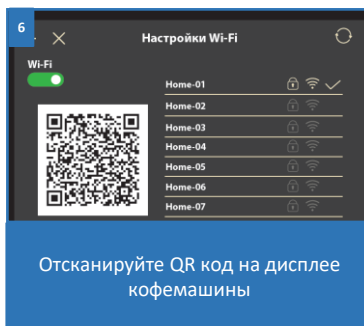 6
Настройки Wi-Fi
Wi-Fi
Home-01
Home-02
Home-03
Home-04
Home-05
Home-06
Home-07
Отсканируйте QR код на дисплее
кофемашины